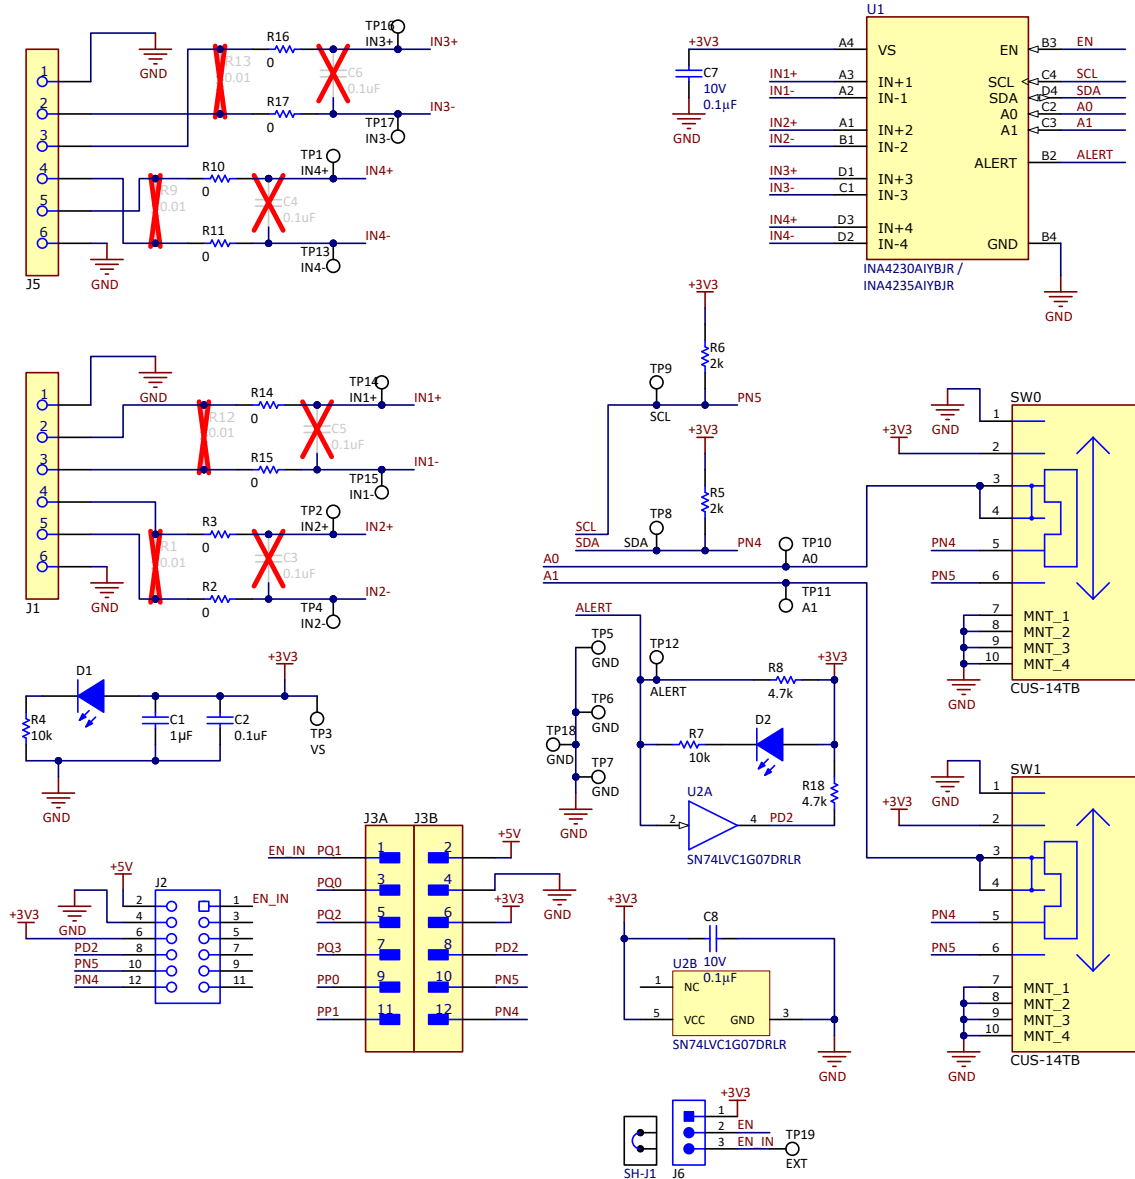 TP16
IN3+
IN3+
R16
0
1
GND
R13
0.01
C6
0.1uF
2
R17
0
IN3-
TP17
IN3-
3
4
R10
0
TP1
IN4+
IN4+
R9
0.01
C4
0.1uF
5
6
R11
0
IN4-
TP13
IN4-
GND
J5
U1
+3V3
A4
VS
EN
B3
EN
C7
10V
0.1µF
GND
IN1+
A3
IN+1
SCL
C4
SCL
IN1-
A2
IN-1
SDA
D4
SDA
A0
C2
A0
IN2+
A1
IN+2
A1
C3
A1
IN2-
B1
IN-2
ALERT
B2
ALERT
IN3+
D1
IN+3
IN3-
C1
IN-3
IN4+
D3
IN+4
IN4-
D2
IN-4
GND
B4
INA4230AIYBJR /
INA4235AIYBJR
GND
1
GND
R14
0
TP14
IN1+
IN1+
2
R12
0.01
C5
0.1uF
3
R15
0
IN1-
TP15
IN1-
4
5
R3
0
TP2
IN2+
IN2+
R1
0.01
C3
0.1uF
6
R2
0
IN2-
TP4
IN2-
GND
J1
+3V3
R6
2k
TP9
SCL
PN5
+3V3
R5
2k
SCL
SDA
SDA
TP8
PN4
A0
TP10
A0
A1
TP11
A1
ALERT
TP5
GND
TP12
ALERT
R8
4.7k
+3V3
TP6
GND
TP18
GND
TP7
GND
GND
R7
10k
D2
R18
4.7k
U2A
2
4
PD2
SN74LVC1G07DRLR
SW0
GND
1
+3V3
2
3
4
PN4
5
PN5
6
7
MNT_1
8
MNT_2
9
MNT_3
10
MNT_4
GND
CUS-14TB
SW1
GND
1
+3V3
2
3
4
PN4
5
PN5
6
7
MNT_1
8
MNT_2
9
MNT_3
10
MNT_4
GND
CUS-14TB
D1
+3V3
R4
10k
C1
1µF
C2
0.1uF
TP3
VS
GND
+5V
J2
2
1
EN_IN
GND
4
3
+3V3
6
5
PD2
8
7
PN5
10
9
PN4
12
11
J3A
J3B
EN_IN
PQ1
1
2
+5V
PQ0
3
4
GND
PQ2
5
6
+3V3
PQ3
7
8
PD2
PP0
9
10
PN5
PP1
11
12
PN4
+3V3
C8
10V
0.1µF
U2B
1
NC
5
VCC
GND
3
SN74LVC1G07DRLR
GND
+3V3
1
2
EN
3
EN_IN
TP19
EXT
SH-J1
J6